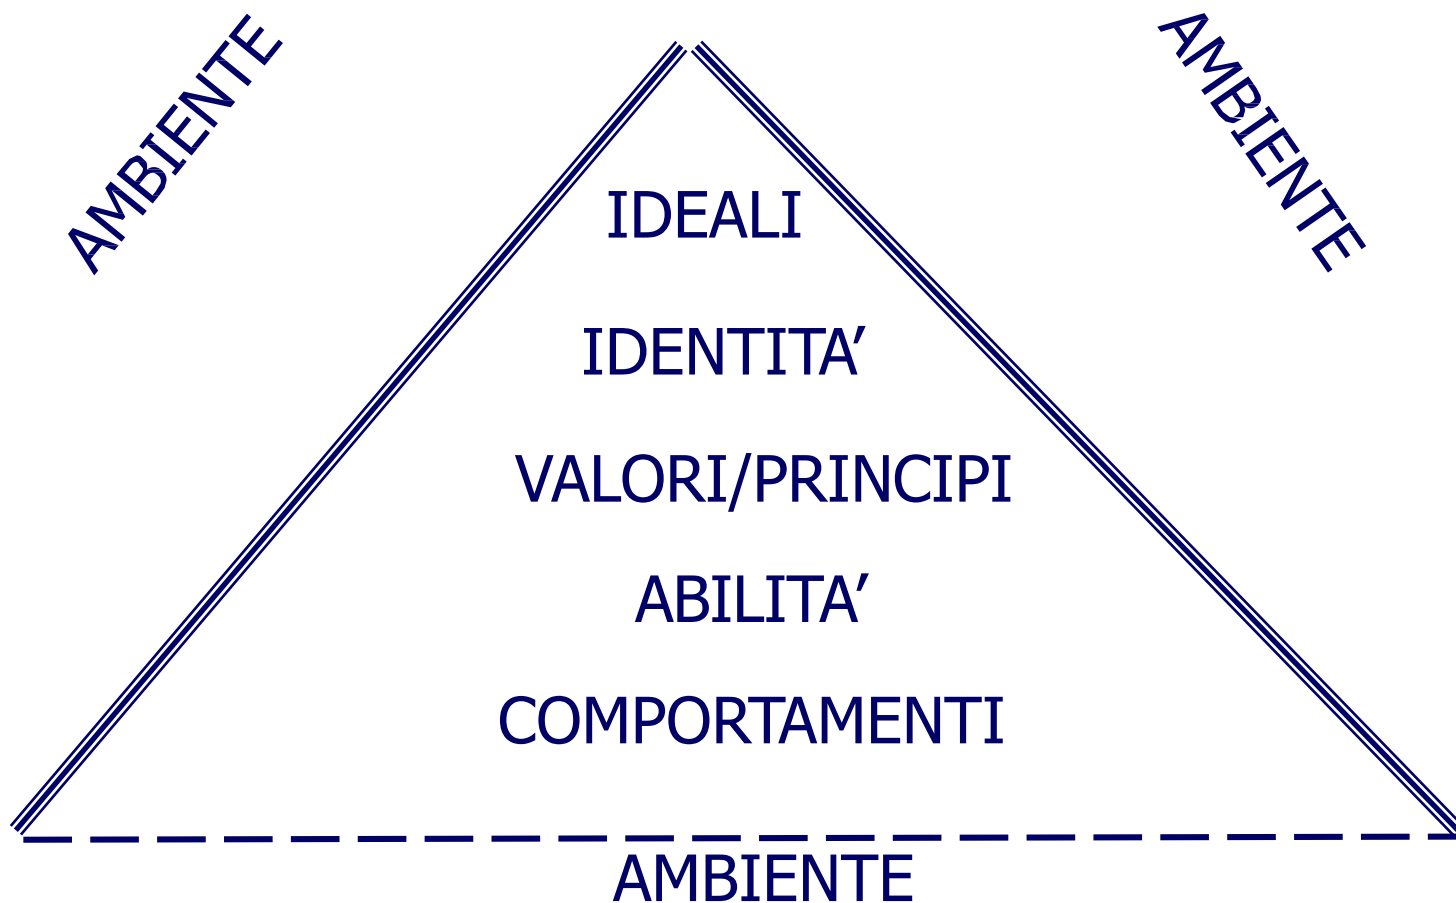 AMBIENTE
AMBIENTE
IDEALI
IDENTITA’
VALORI/PRINCIPI
ABILITA’
COMPORTAMENTI
AMBIENTE